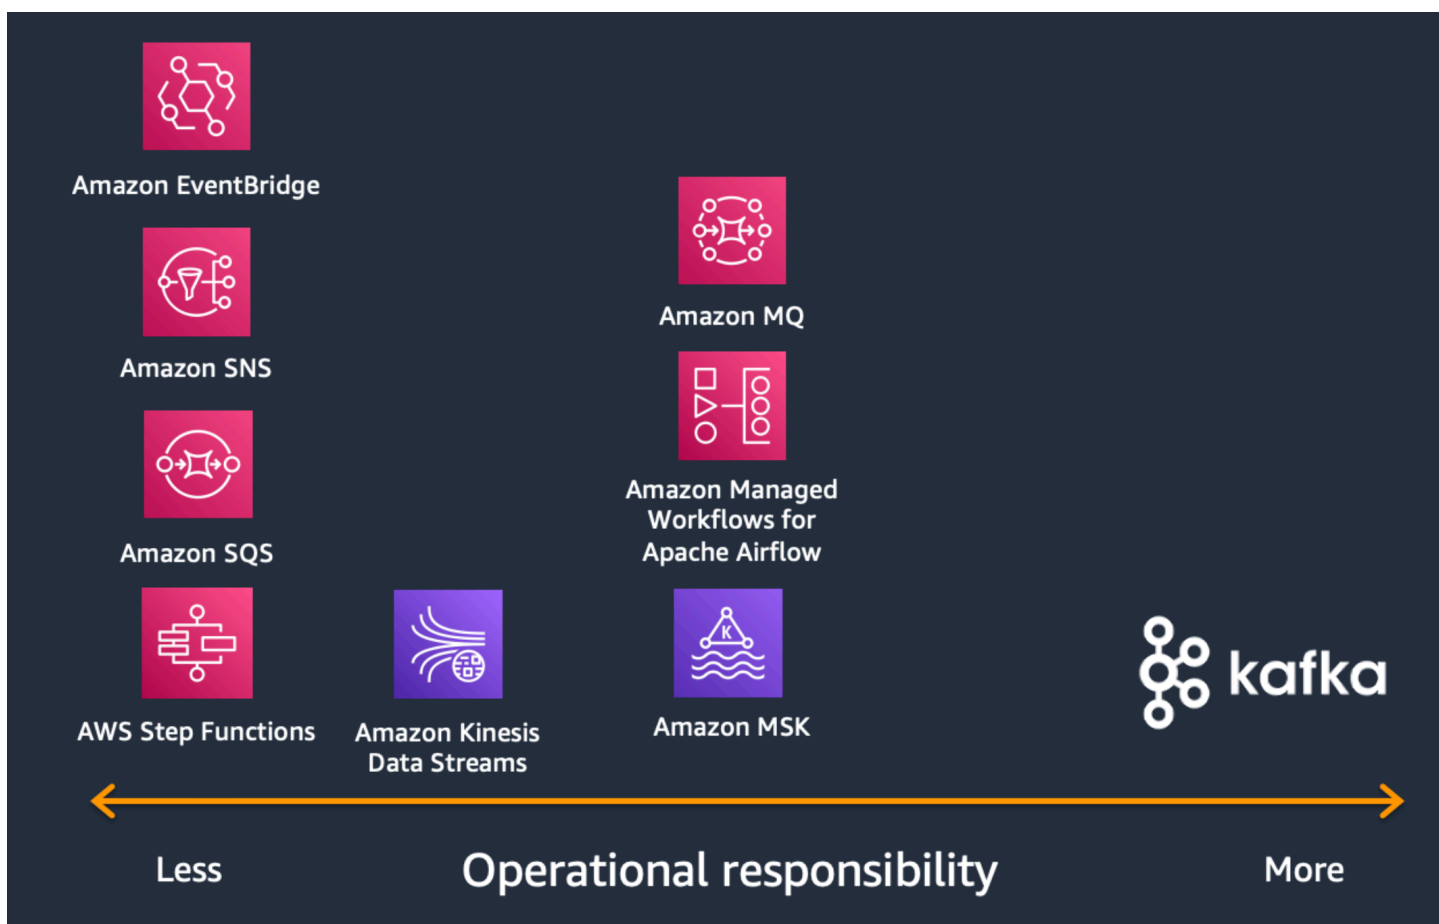 Amazon EventBridge
Amazon SNS
Amazon SQS
AWS Step Functions
Amazon Kinesis
Data Streams
Amazon MQ
Amazon Managed
Workflows for
Apache Airflow
K
Amazon MSK
kafka
Less
Operational responsibility
More